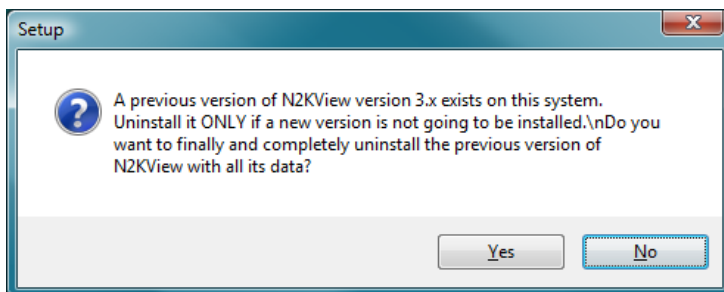 Setup
A previous version of N2KView version 3.x exists on this system.
Uninstall it ONLY if a new version is not going to be installed.\nDo you
want to finally and completely uninstall the previous version of
N2KView with all its data?
Yes
No